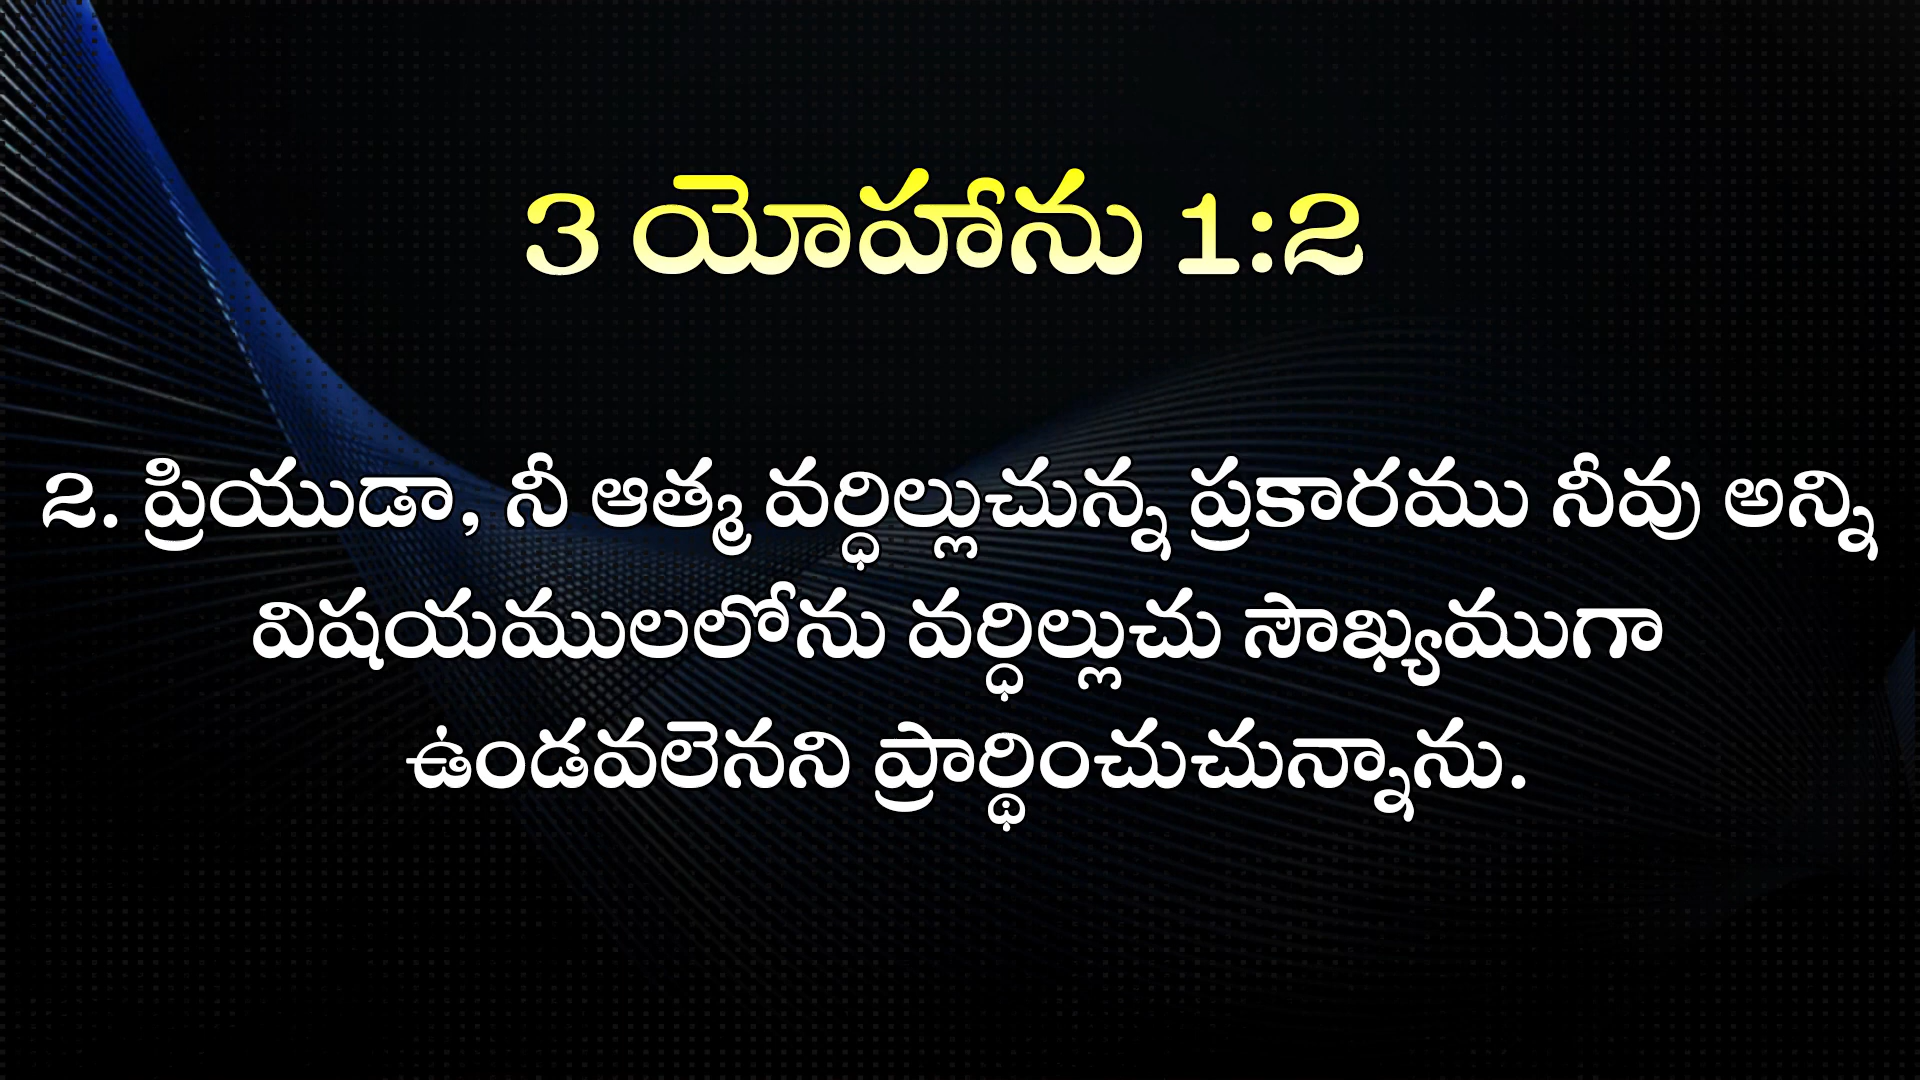 3 యోహాను 1:2
2. ప్రియుడా, నీ ఆత్మ వర్ధిల్లుచున్న ప్రకారము నీవు అన్ని
విషయములలోను వర్ధిల్లుచు సౌఖ్యముగా
ఉండవలెనని ప్రార్థించుచున్నాను.